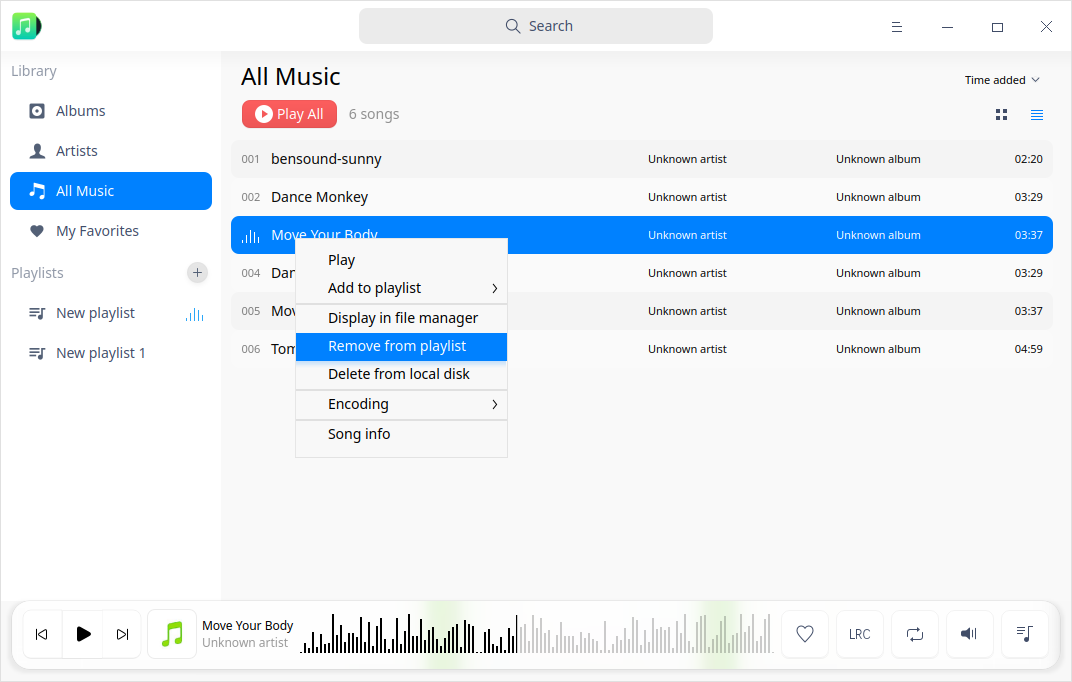 Search
Library
Albums
Artists
All Music
My Favorites
Playlists
New playlist
New playlist 1
All Music
Time added
Play All 6 songs
001 bensound-sunny Unknown artist Unknown album 02:20
002 Dance Monkey Unknown artist Unknown album 03:29
Move Your Body Unknown artist Unknown album 03:37
004 Dan Unknown artist Unknown album 03:29
005 Mov Unknown artist Unknown album 03:37
006 Tom Unknown artist Unknown album 04:59
Play
Add to playlist
Display in file manager
Remove from playlist
Delete from local disk
Encoding
Song info
Move Your Body
Unknown artist
LRC